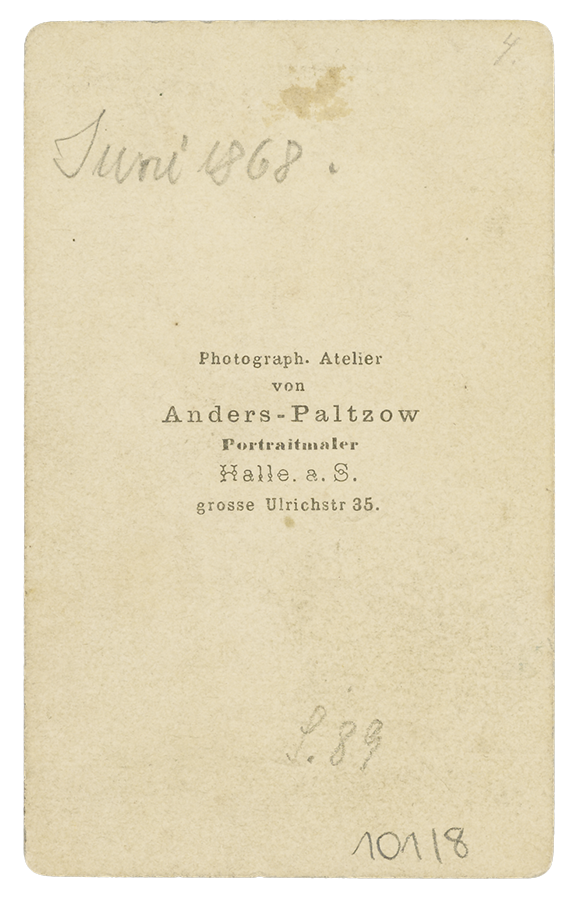 4.
Juni 1868.
Photograph. Atelier
von
Anders-Paltzow
Portraitmaler
Halle. a. S.
grosse Ulrichstr 35.
S. 89
10118